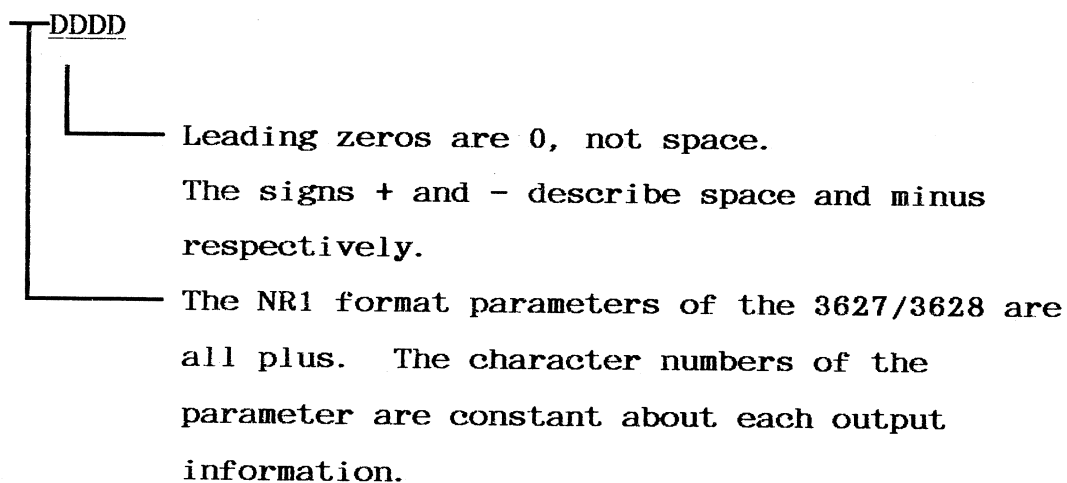 DDDD
Leading zeros are 0, not space.
The signs + and - describe space and minus
respectively.
The NR1 format parameters of the 3627/3628 are
all plus. The character numbers of the
parameter are constant about each output
information.